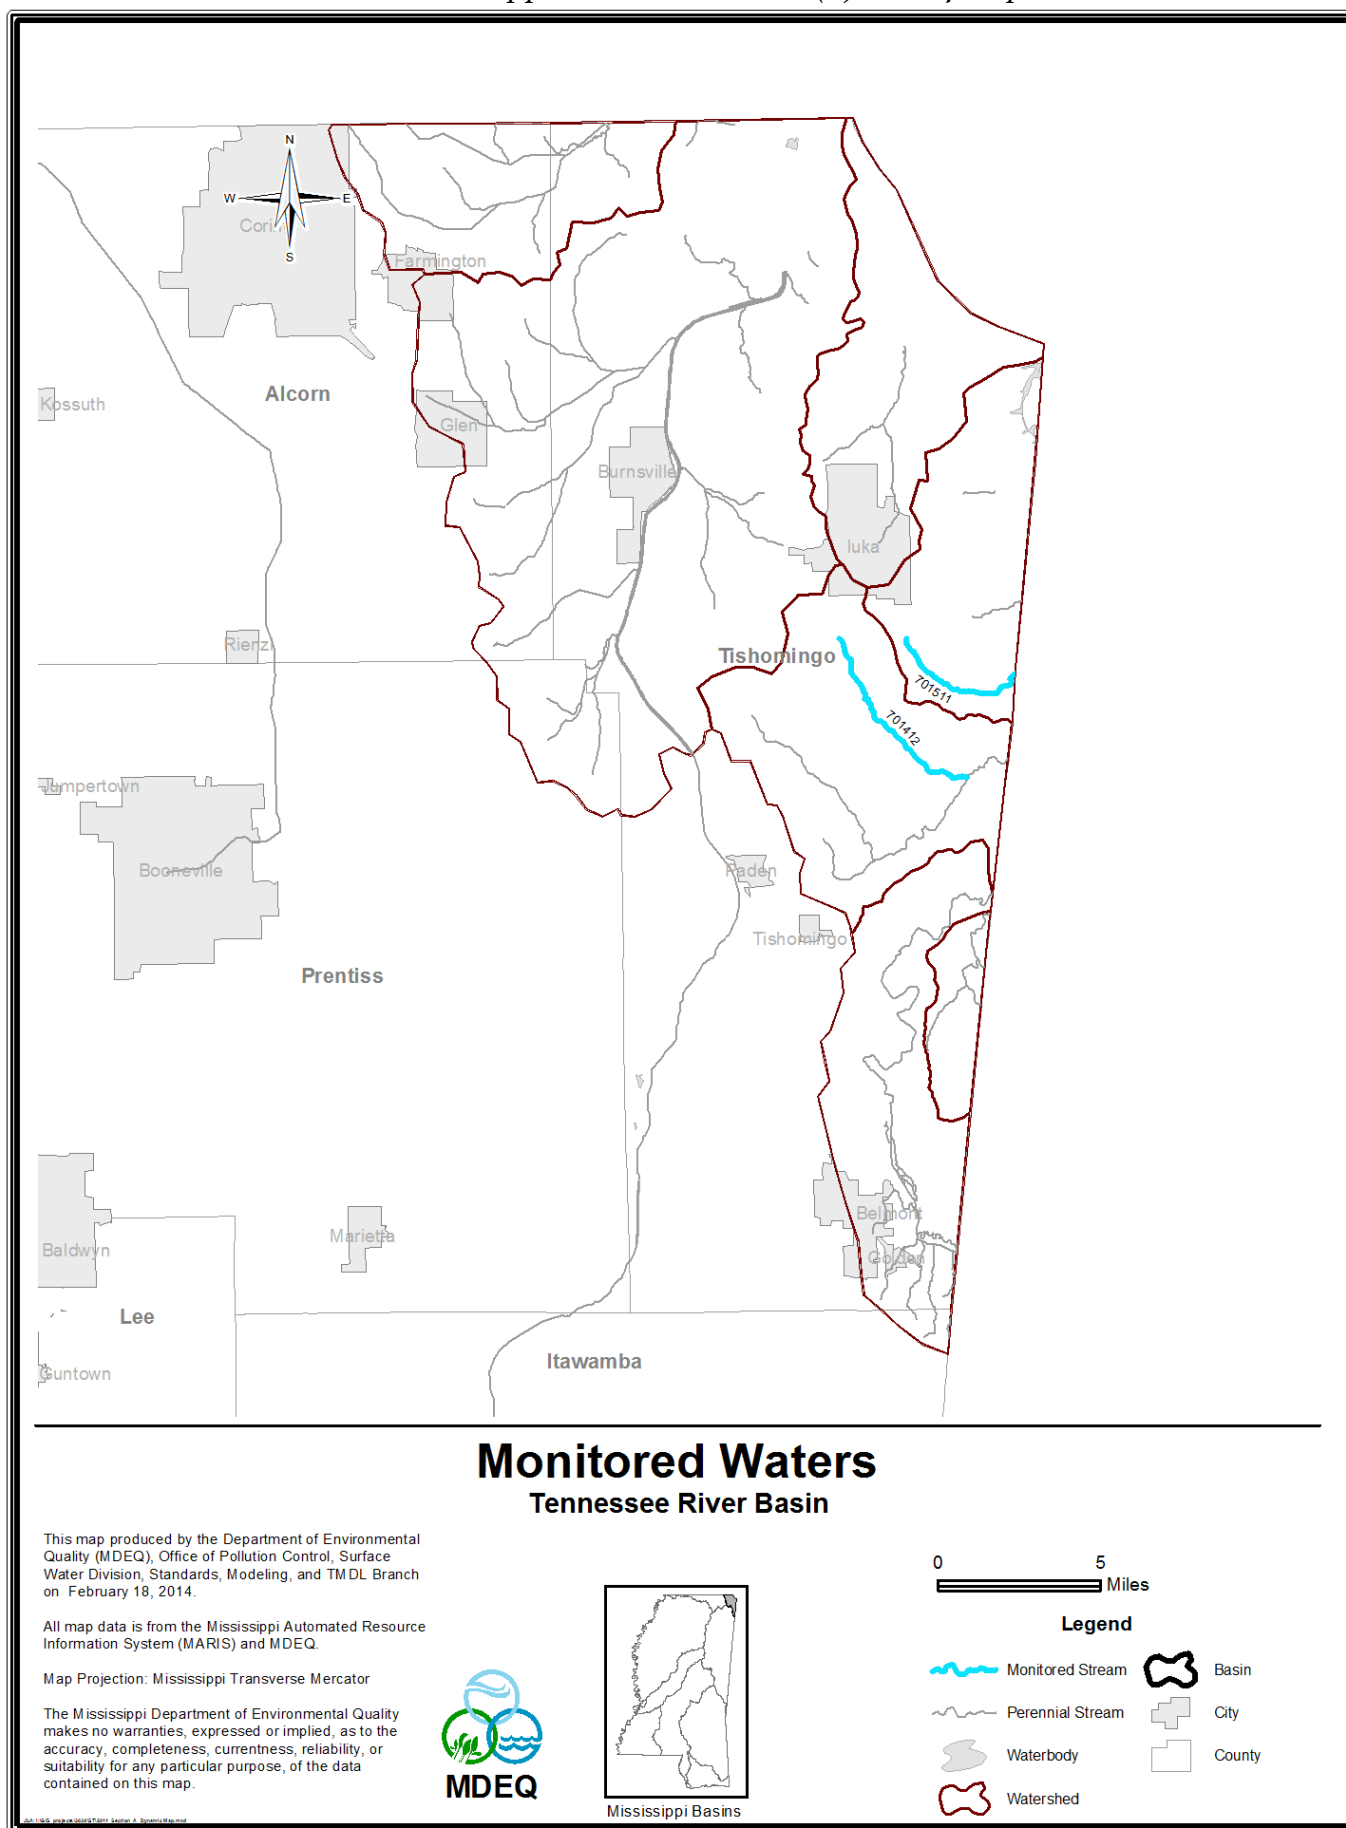 N
W
E
Corin
S
Farmington
Alcorn
Kossuth
Glen
Burnsville
Iuka
Rienzi
Tishomingo
701511
701412
Jumpertown
Booneville
Paden
Tishomingo
Prentiss
Belmont
Marietta
Baldwyn
Golden
Lee
Itawamba
Guntown
Monitored Waters
Tennessee River Basin
This map produced by the Department of Environmental
Quality (MDEQ), Office of Pollution Control, Surface
Water Division, Standards, Modeling, and TMDL Branch
on February 18, 2014.
All map data is from the Mississippi Automated Resource
Information System (MARIS) and MDEQ.
Map Projection: Mississippi Transverse Mercator
The Mississippi Department of Environmental Quality
makes no warranties, expressed or implied, as to the
accuracy, completeness, currentness, reliability, or
suitability for any particular purpose, of the data
contained on this map.
MDEQ
Mississippi Basins
0 5
Miles
Legend
Monitored Stream
Basin
Perennial Stream
City
Waterbody
County
Watershed